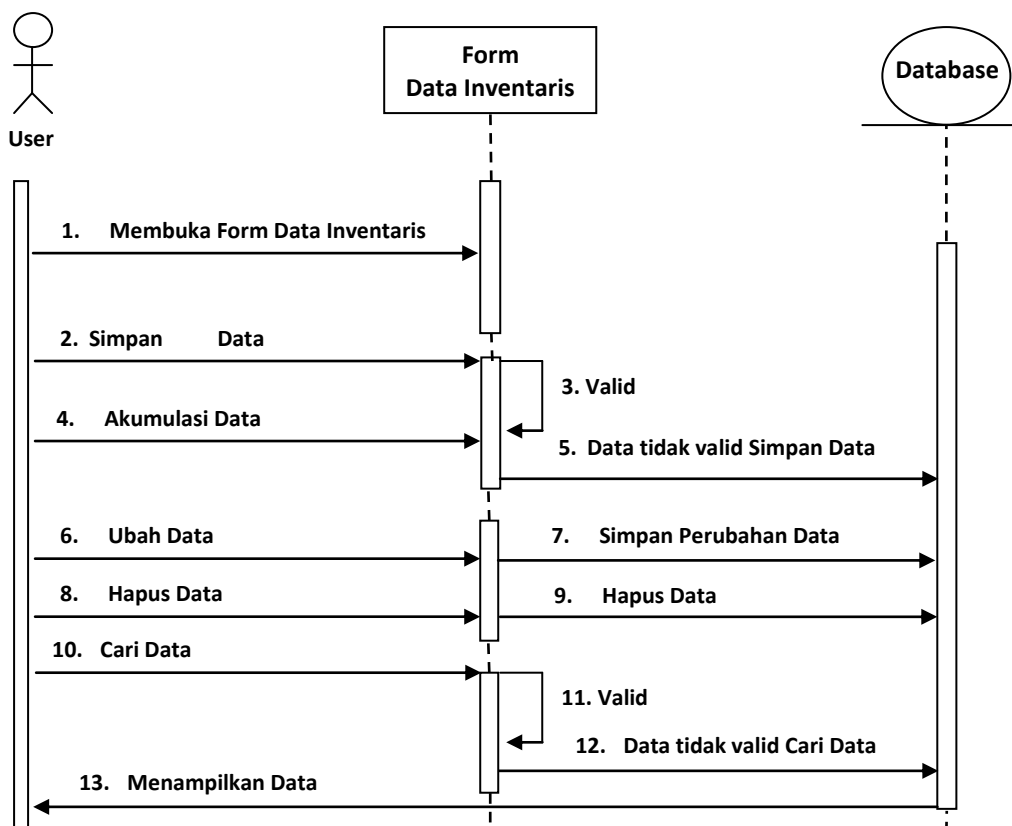 Form
Data Inventaris
Database
User
1. Membuka Form Data Inventaris
2. Simpan Data
3. Valid
4. Akumulasi Data
5. Data tidak valid Simpan Data
6. Ubah Data
7. Simpan Perubahan Data
8. Hapus Data
9. Hapus Data
10. Cari Data
11. Valid
12. Data tidak valid Cari Data
13. Menampilkan Data